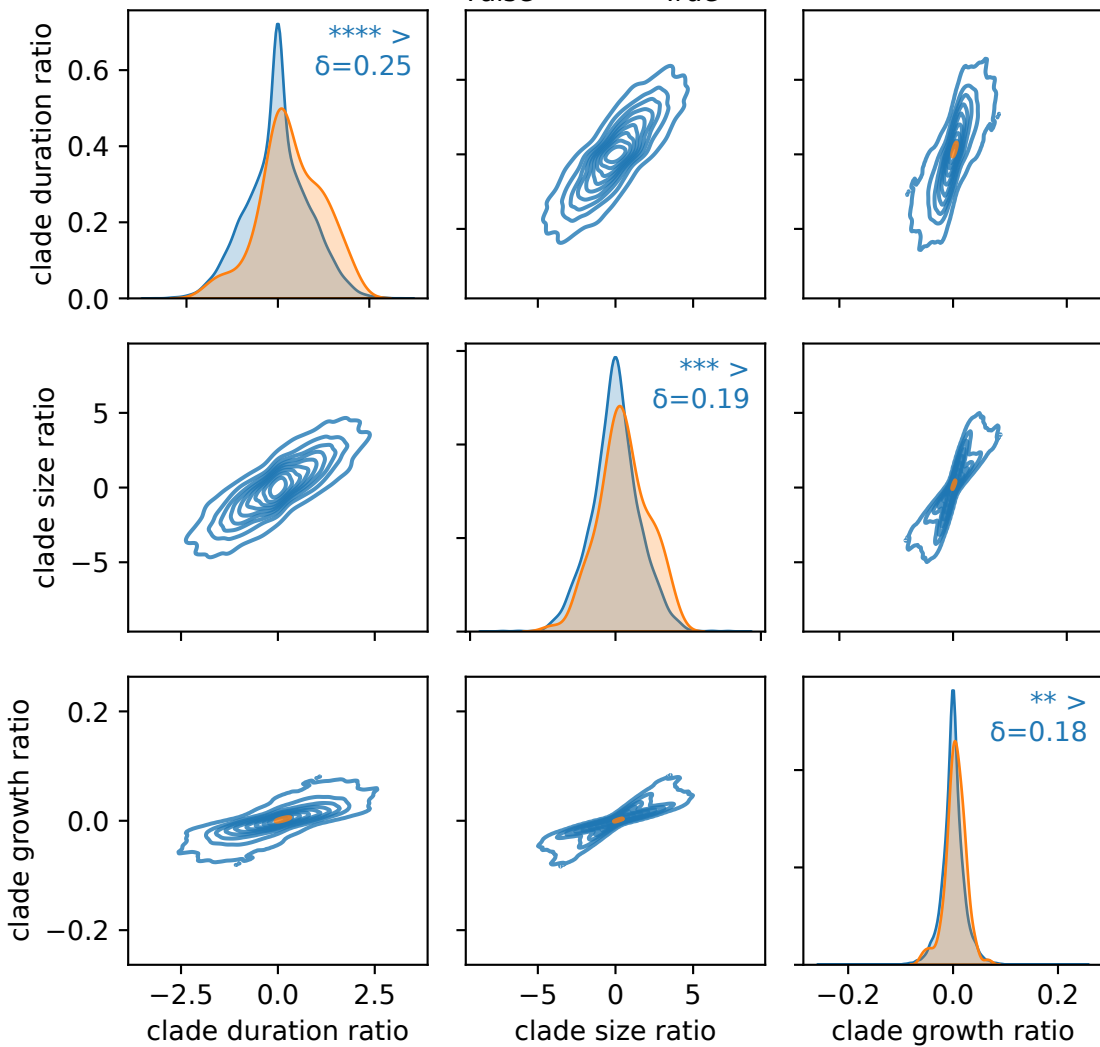 clade duration ratio
0.6
0.4
0.2
0.0
**** >
δ=0.25
clade size ratio
5
0
−5
*** >
δ=0.19
clade growth ratio
0.2
0.0
−0.2
** >
δ=0.18
−2.5 0.0 2.5
−5 0 5
−0.2 0.0 0.2
clade duration ratio
clade size ratio
clade growth ratio